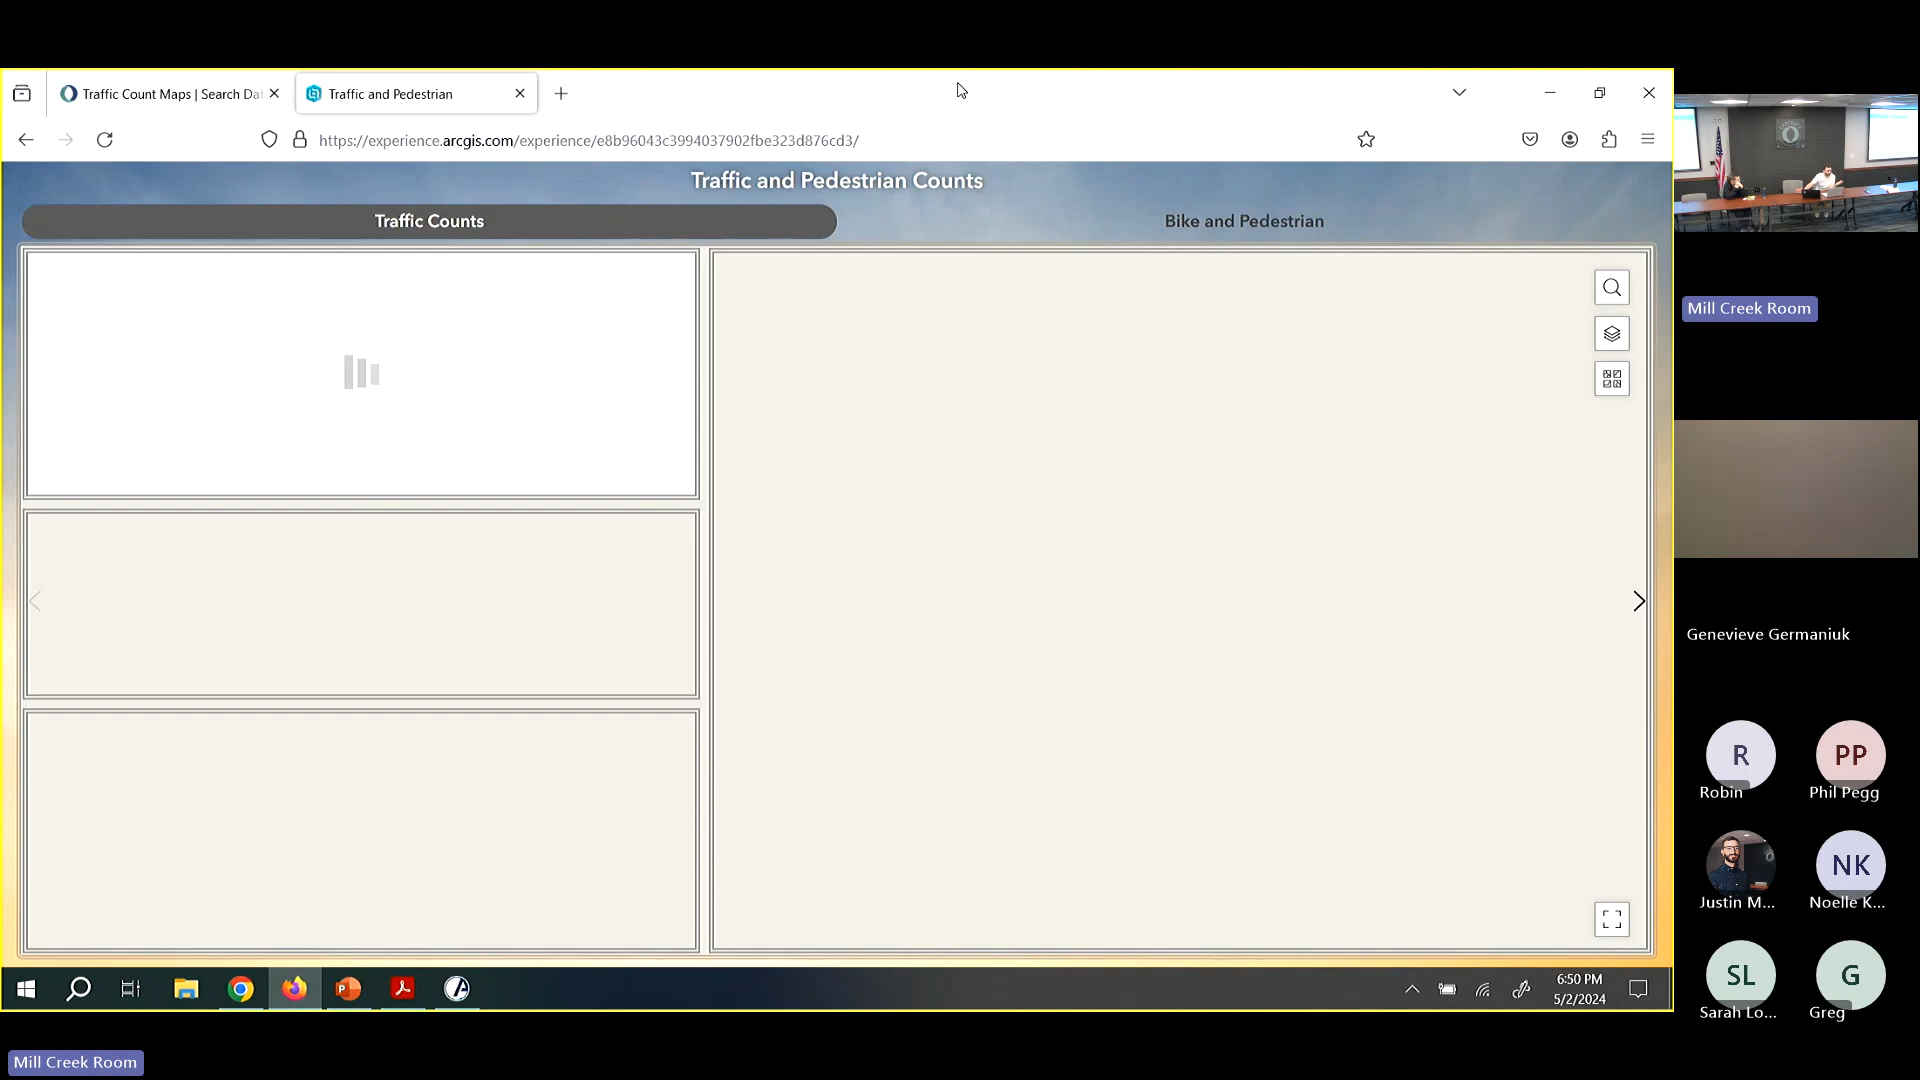 Traffic Count Maps | Search Dat
Traffic and Pedestrian
https://experience.arcgis.com/experience/e8b96043c3994037902fbe323d876cd3/
Traffic and Pedestrian Counts
Traffic Counts
Bike and Pedestrian
Mill Creek Room
Genevieve Germaniuk
R
PP
Robin
Phil Pegg
NK
Justin M...
Noelle K...
SL
G
Sarah Lo...
Greg
6:50 PM
5/2/2024
Mill Creek Room